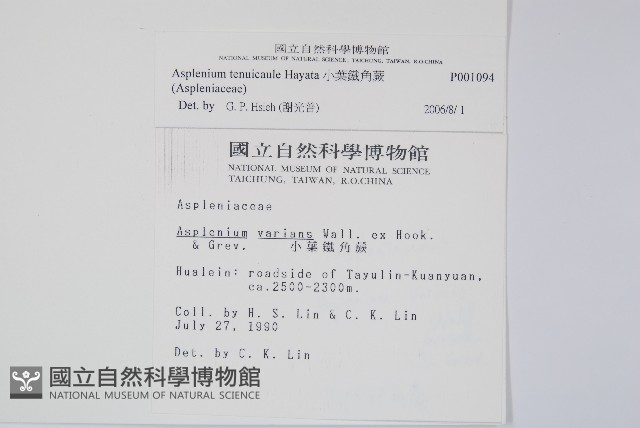 國立自然科學博物館
NATIONAL MUSEUM OF NATURAL SCIENCE, TAICHUNG, TAIWAN, R.O.CHINA
Asplenium tenuicaule Hayata 小葉鐵角蕨 P001094
(Aspleniaceae)
Det. by G. P. Hsieh (謝光普) 2006/8/1
國立自然科學博物館
NATIONAL MUSEUM OF NATURAL SCIENCE
TAICHUNG, TAIWAN, R.O.CHINA
Aspleniaceae
Asplenium varians Wall. ex Hook.
& Grev. 小葉鐵角蕨
Hualein: roadside of Tayulin-Kuanyuan,
ca.2500-2300m.
Coll. by H. S. Lin & C. K. Lin
July 27, 1990
Det. by C. K. Lin
國立自然科學博物館
NATIONAL MUSEUM OF NATURAL SCIENCE